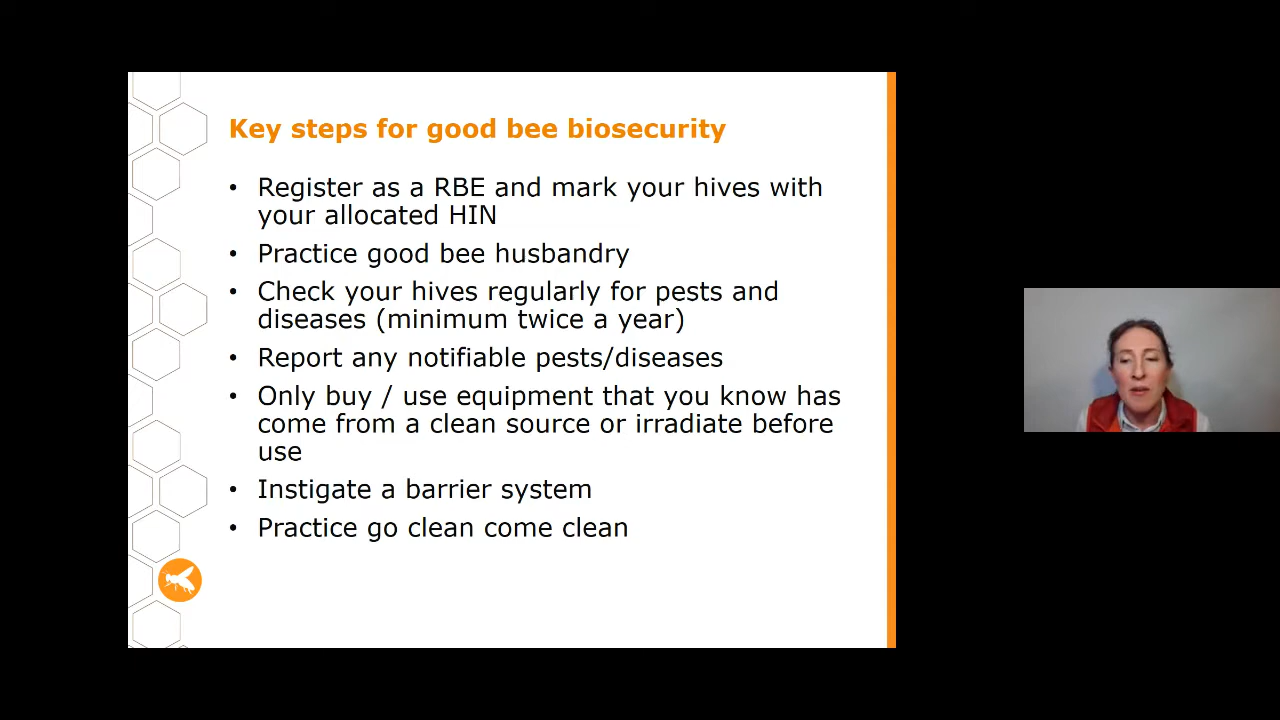 Key steps for good bee biosecurity
• Register as a RBE and mark your hives with
your allocated HIN
• Practice good bee husbandry
• Check your hives regularly for pests and
diseases (minimum twice a year)
• Report any notifiable pests/diseases
• Only buy / use equipment that you know has
come from a clean source or irradiate before
use
• Instigate a barrier system
• Practice go clean come clean